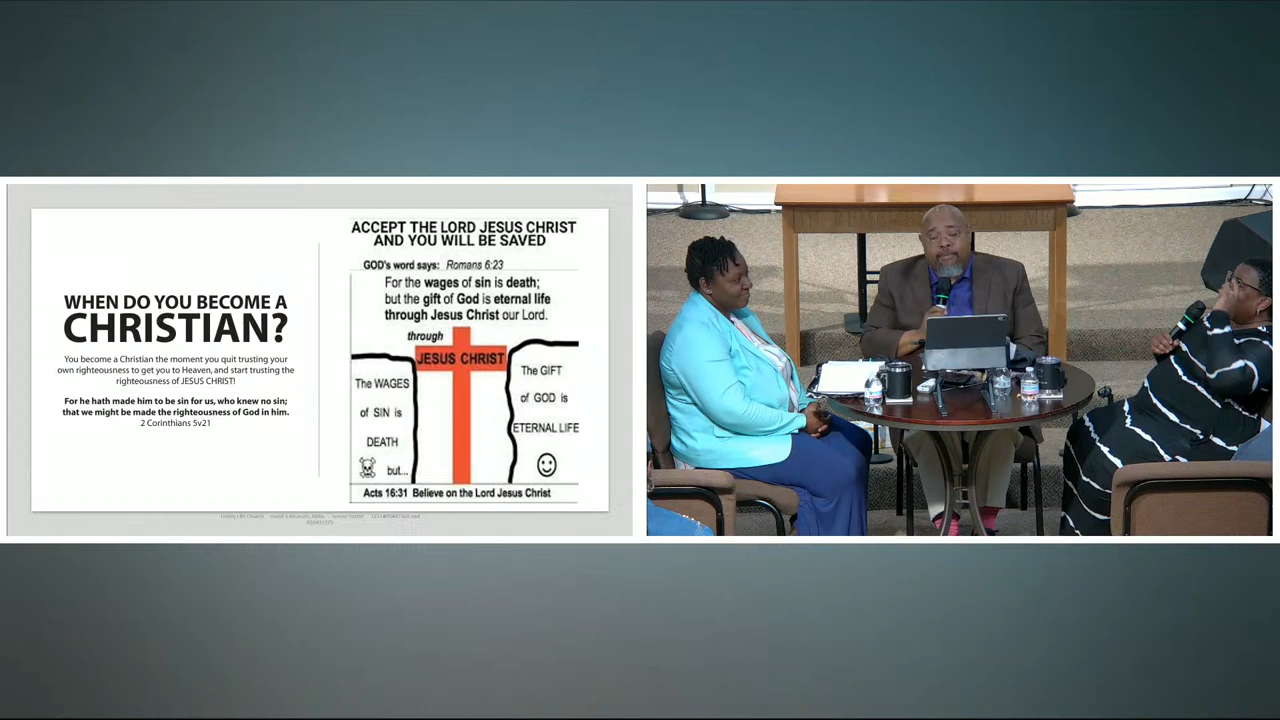 WHEN DO YOU BECOME A
CHRISTIAN?
You become a Christian the moment you quit trusting your
own righteousness to get you to Heaven, and start trusting the
righteousness of JESUS CHRIST!
For he hath made him to be sin for us, who knew no sin;
that we might be made the righteousness of God in him.
2 Corinthians 5v21
ACCEPT THE LORD JESUS CHRIST
AND YOU WILL BE SAVED
GOD's word says: Romans 6:23
For the wages of sin is death;
but the gift of God is eternal life
through Jesus Christ our Lord.
through
JESUS CHRIST
The WAGES
of SIN is
DEATH
but...
The GIFT
of GOD is
ETERNAL LIFE
Acts 16:31 Believe on the Lord Jesus Christ